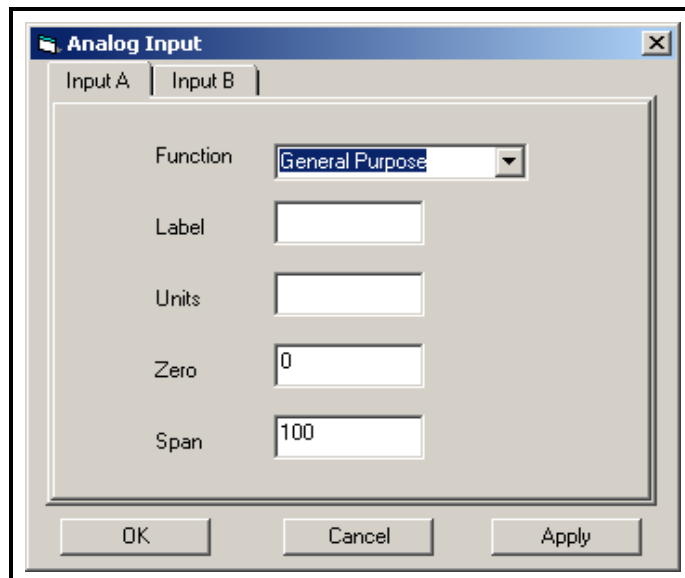 Analog Input
Input A Input B
Function General Purpose
Label
Units
Zero 0
Span 100
OK Cancel Apply